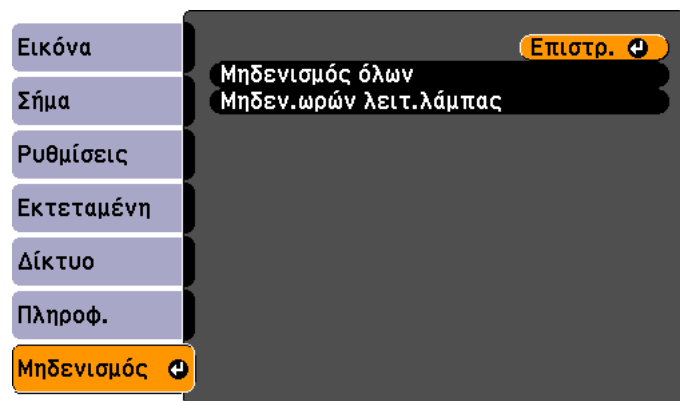 Εικόνα
Σήμα
Ρυθμίσεις
Εκτεταμένη
Δίκτυο
Πληροφ.
Μηδενισμός
Επιστρ.
Μηδενισμός όλων
Μηδεν.ωρών λειτ.λάμπας